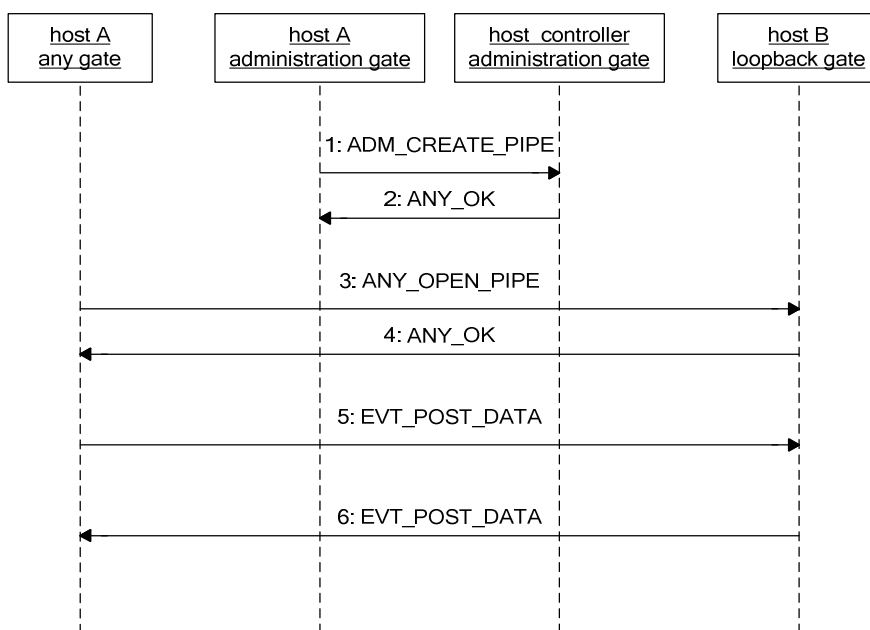 host A
any gate
host A
administration gate
host controller
administration gate
host B
loopback gate
1: ADM_CREATE_PIPE
2: ANY_OK
3: ANY_OPEN_PIPE
4: ANY_OK
5: EVT_POST_DATA
6: EVT_POST_DATA